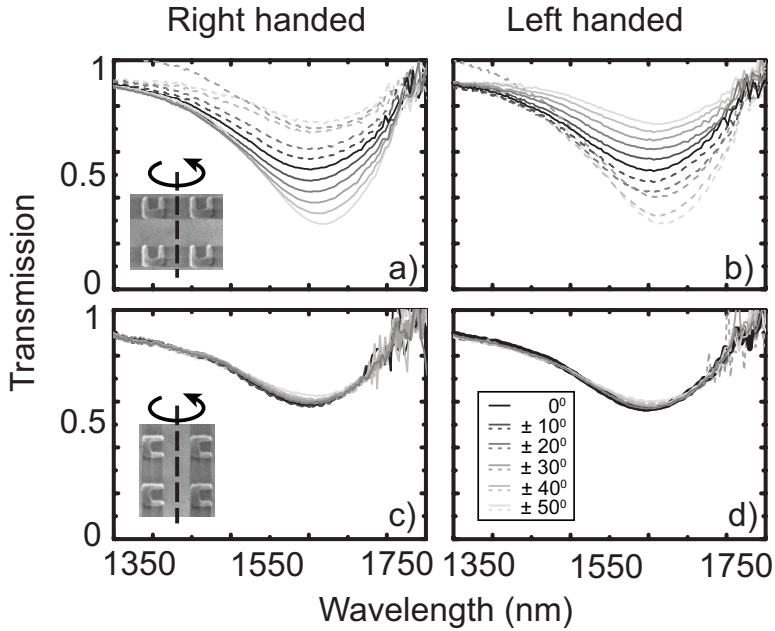 Right handed
Left handed
Transmission
1
0.5
0
a)
b)
1
0.5
0
c)
d)
0⁰
± 10⁰
± 20⁰
± 30⁰
± 40⁰
± 50⁰
1350 1550 1750
1350 1550 1750
Wavelength (nm)